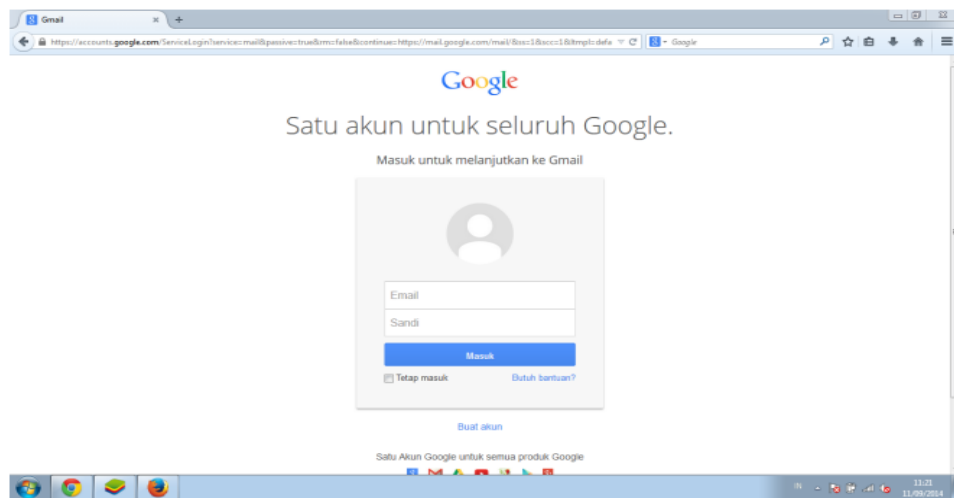 Gmail
https://accounts.google.com/ServiceLogin?service=mail&passive=true&rm=false&continue=https://mail.google.com/mail/&ss=1&scc=1&ltmpl=defa
Google
Google
Satu akun untuk seluruh Google.
Masuk untuk melanjutkan ke Gmail
Email
Sandi
Masuk
Tetap masuk Butuh bantuan?
Buat akun
Satu Akun Google untuk semua produk Google
IN
11:21
11/09/2014